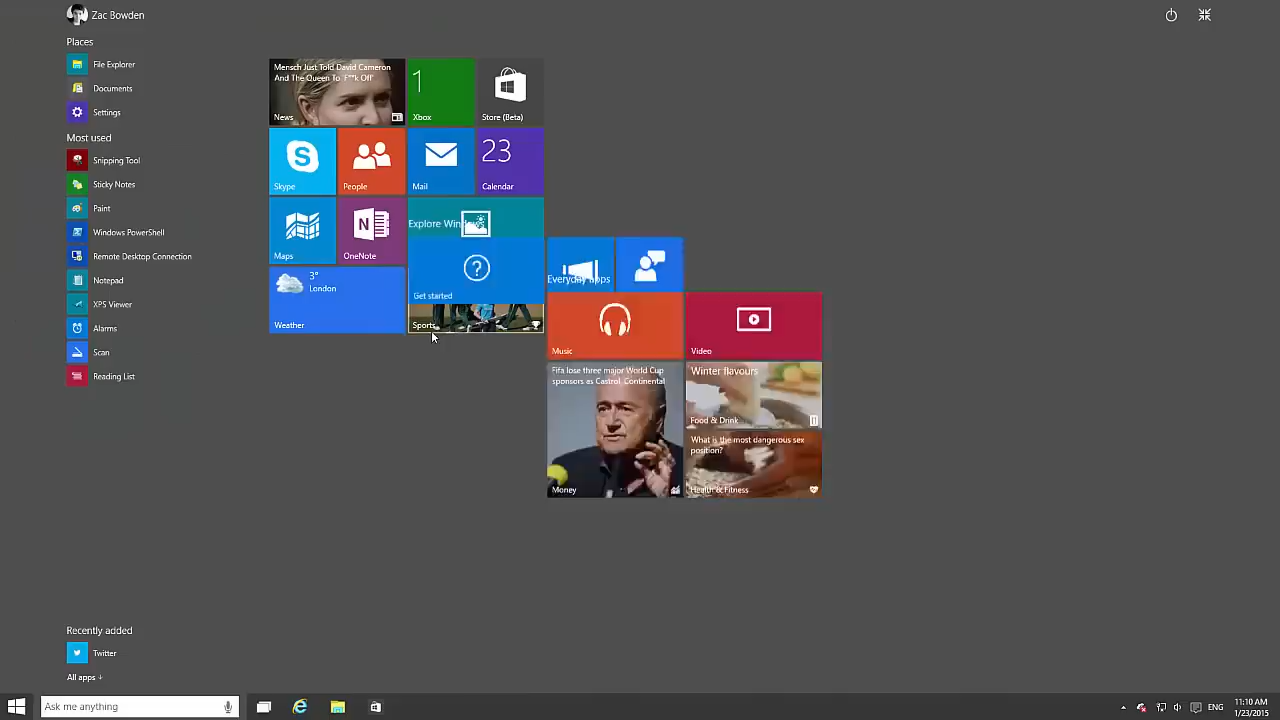 Zac Bowden
Places
File Explorer
Documents
Settings
Most used
Snipping Tool
Sticky Notes
Paint
Windows PowerShell
Remote Desktop Connection
Notepad
XPS Viewer
Alarms
Scan
Reading List
Recently added
Twitter
All apps ↓
Mensch Just Told David Cameron
And The Queen To 'F**k Off'
News
1
Xbox
Store (Beta)
Skype
People
Mail
23
Calendar
Maps
OneNote
Explore
3°
London
Weather
Get started
Sports
Everyday apps
Music
Video
Fifa lose three major World Cup
sponsors as Castrol, Continental
Money
Winter flavours
Food & Drink
What is the most dangerous sex
position?
Health & Fitness
Ask me anything
ENG
11:10 AM
1/23/2015